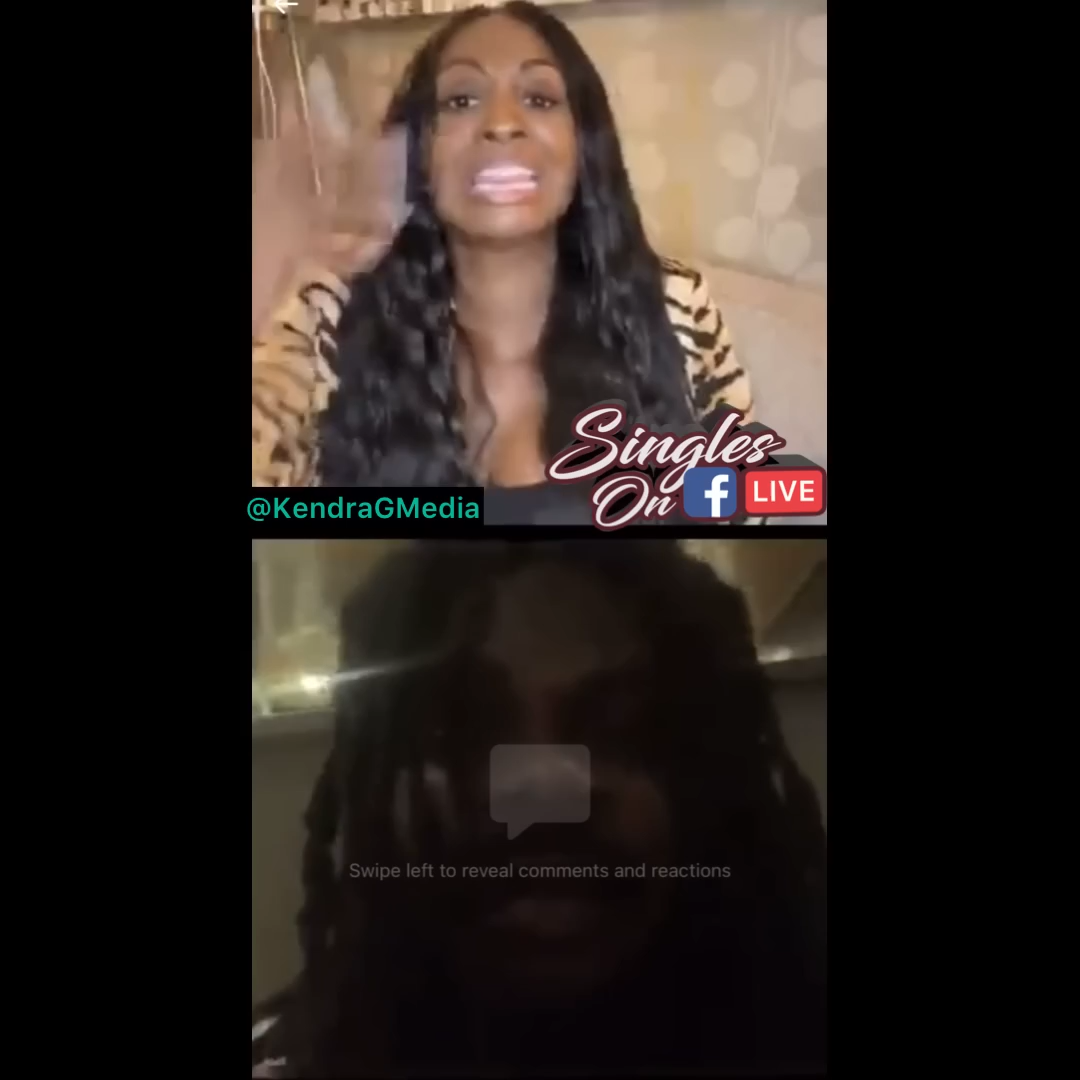 Singles
On f LIVE
@KendraGMedia
Swipe left to reveal comments and reactions